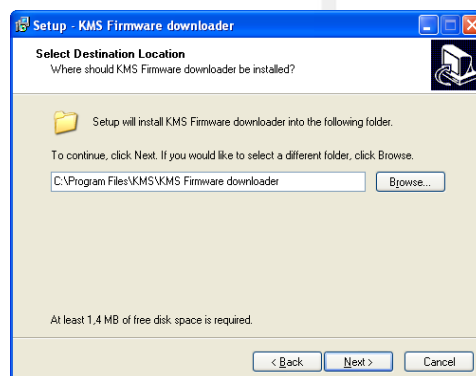 Setup - KMS Firmware downloader
Select Destination Location
Where should KMS Firmware downloader be installed?
Setup will install KMS Firmware downloader into the following folder.
To continue, click Next. If you would like to select a different folder, click Browse.
C:\Program Files\KMS\KMS Firmware downloader
Browse...
At least 1,4 MB of free disk space is required.
< Back
Next >
Cancel